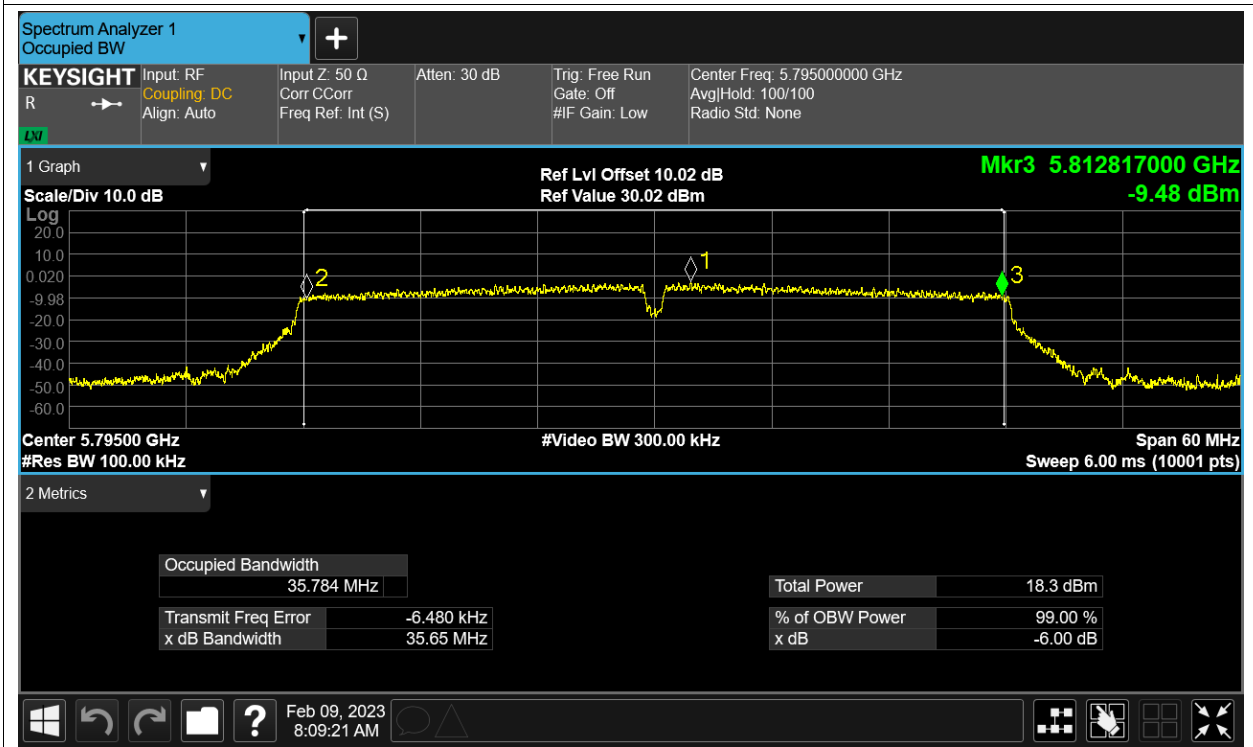 Spectrum Analyzer 1
Occupied BW
KEYSIGHT
R
LXI
Input: RF
Coupling: DC
Align: Auto
Input Z: 50 Ω
Corr CCorr
Freq Ref: Int (S)
Atten: 30 dB
Trig: Free Run
Gate: Off
#IF Gain: Low
Center Freq: 5.795000000 GHz
Avg|Hold: 100/100
Radio Std: None
1 Graph
Scale/Div 10.0 dB
Ref Lvl Offset 10.02 dB
Ref Value 30.02 dBm
Mkr3 5.812817000 GHz
-9.48 dBm
Log
20.0
10.0
0.020
-9.98
-20.0
-30.0
-40.0
-50.0
-60.0
2
1
3
Center 5.79500 GHz
#Video BW 300.00 kHz
Span 60 MHz
#Res BW 100.00 kHz
Sweep 6.00 ms (10001 pts)
2 Metrics
Occupied Bandwidth
35.784 MHz
Transmit Freq Error -6.480 kHz
x dB Bandwidth 35.65 MHz
Total Power 18.3 dBm
% of OBW Power 99.00 %
x dB -6.00 dB
?
Feb 09, 2023
8:09:21 AM